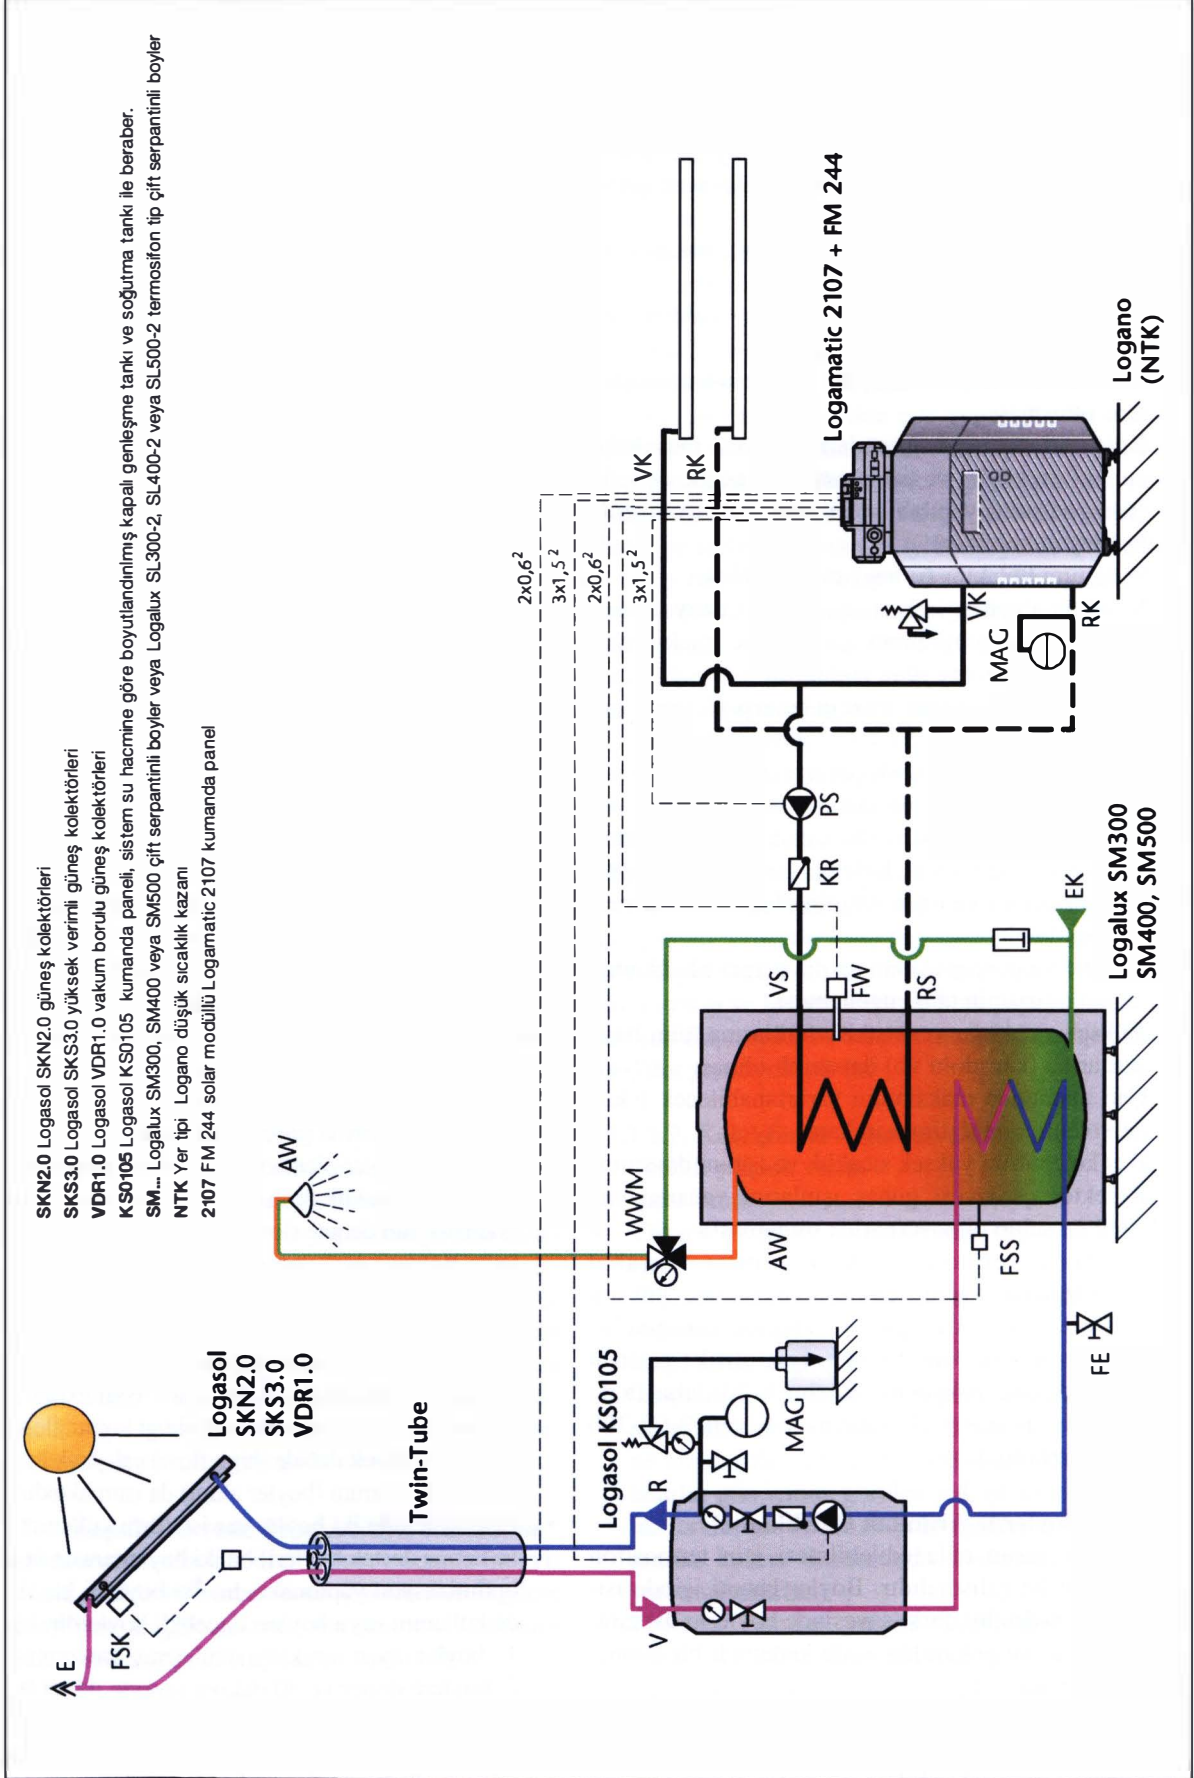 SKN2.0 Logasol SKN2.0 güneş kolektörleri
SKS3.0 Logasol SKS3.0 yüksek verimli güneş kolektörleri
VDR1.0 Logasol VDR1.0 vakum borulu güneş kolektörleri
KS0105 Logasol KS0105 kumanda paneli, sistem su hacmine göre boyutlandırılmış kapalı genleşme tankı ve soğutma tankı ile beraber.
SM... Logalux SM300, SM400 veya SM500 çift serpantinli boyler veya Logalux SL300-2, SL400-2 veya SL500-2 termosifon tip çift serpantinli boyler
NTK Yer tipi Logano düşük sıcaklık kazanı
2107 FM 244 solar modüllü Logamatic 2107 kumanda panel
E
FSK
Logasol
SKN2.0
SKS3.0
VDR1.0
Twin-Tube
AW
2x0,6²
3x1,5²
2x0,6²
3x1,5²
VK
RK
Logamatic 2107 + FM 244
V
R
Logasol KS0105
MAG
WWM
AW
FSS
FE
VS
FW
RS
KR
PS
EK
VK
RK
MAG
Logalux SM300
SM400, SM500
Logano
(NTK)